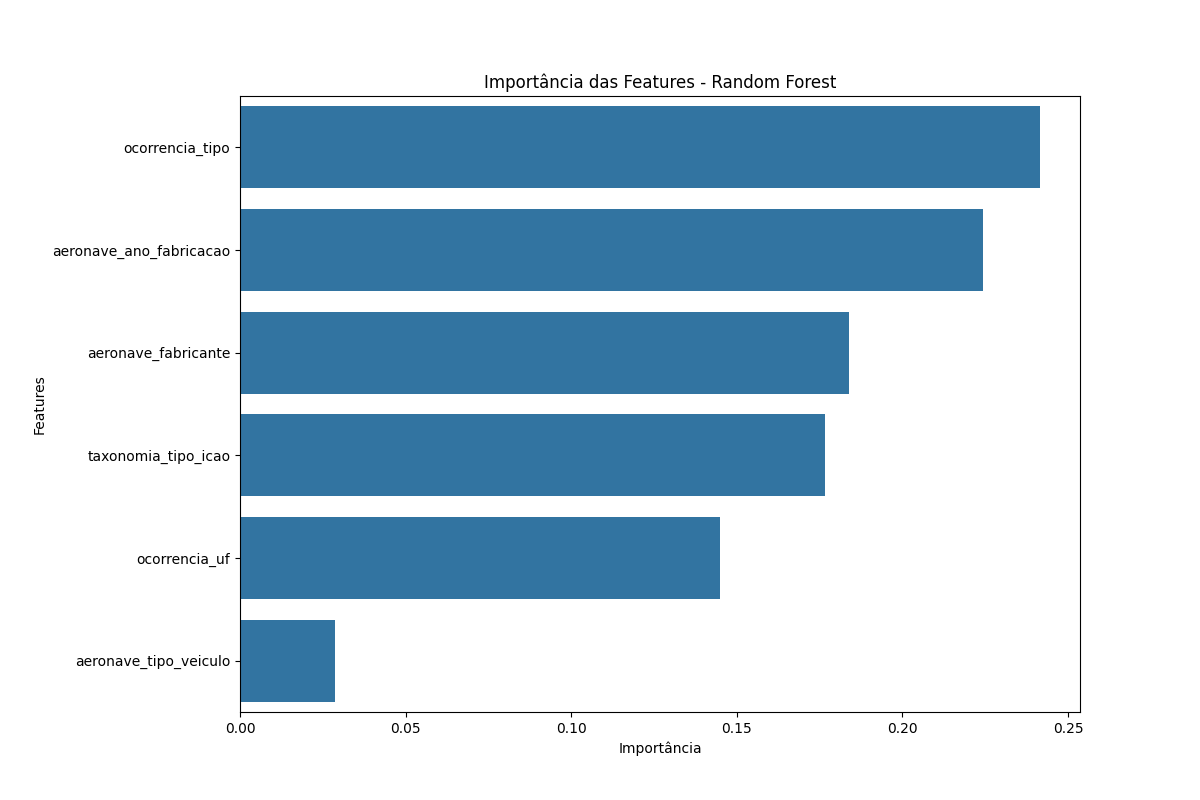 Importância das Features - Random Forest
Features
ocorrencia_tipo
aeronave_ano_fabricacao
aeronave_fabricante
taxonomia_tipo_icao
ocorrencia_uf
aeronave_tipo_veiculo
0.00 0.05 0.10 0.15 0.20 0.25
Importância